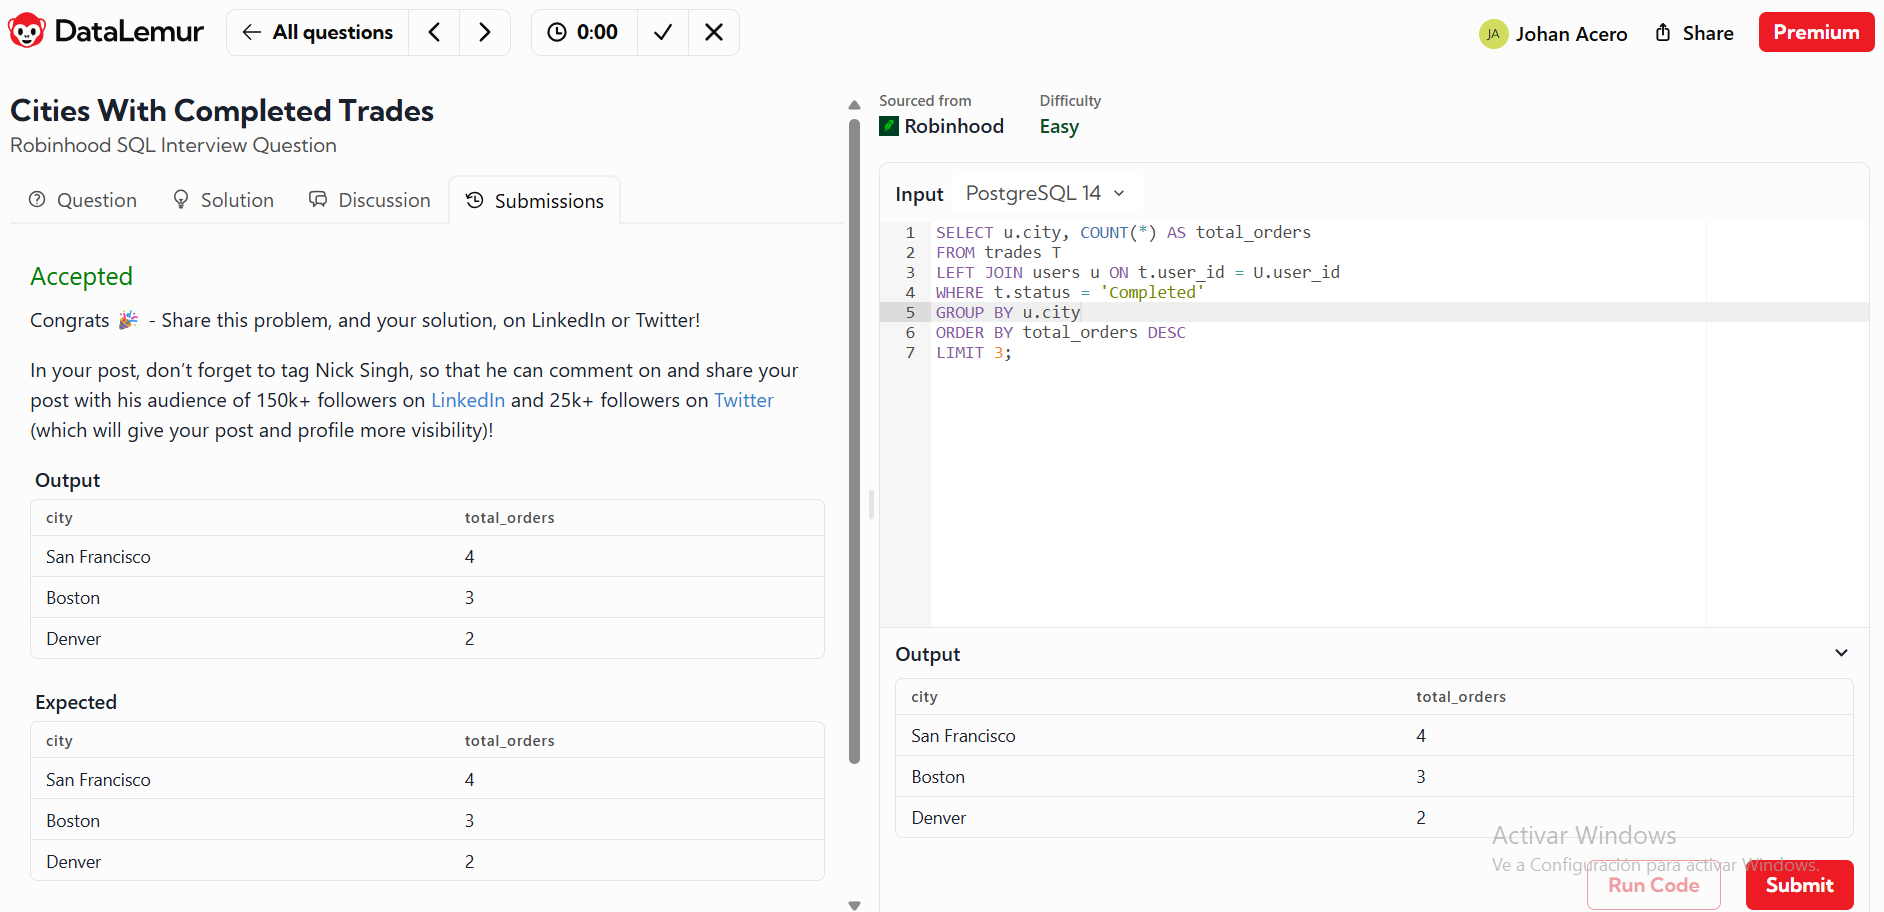 DataLemur
All questions
0:00
JA
Johan Acero
Share
Premium
Cities With Completed Trades
Robinhood SQL Interview Question
Question
Solution
Discussion
Submissions
Accepted
Congrats 🎉 - Share this problem, and your solution, on LinkedIn or Twitter!
In your post, don’t forget to tag Nick Singh, so that he can comment on and share your
post with his audience of 150k+ followers on LinkedIn and 25k+ followers on Twitter
(which will give your post and profile more visibility)!
Output
city total_orders
San Francisco 4
Boston 3
Denver 2
Expected
city total_orders
San Francisco 4
Boston 3
Denver 2
Sourced from
Robinhood
Difficulty
Easy
Input PostgreSQL 14
1 SELECT u.city, COUNT(*) AS total_orders
2 FROM trades T
3 LEFT JOIN users u ON t.user_id = U.user_id
4 WHERE t.status = 'Completed'
5 GROUP BY u.city
6 ORDER BY total_orders DESC
7 LIMIT 3;
Output
city total_orders
San Francisco 4
Boston 3
Denver 2
Activar Windows
Ve a Configuración para activar Windows.
Run Code
Submit